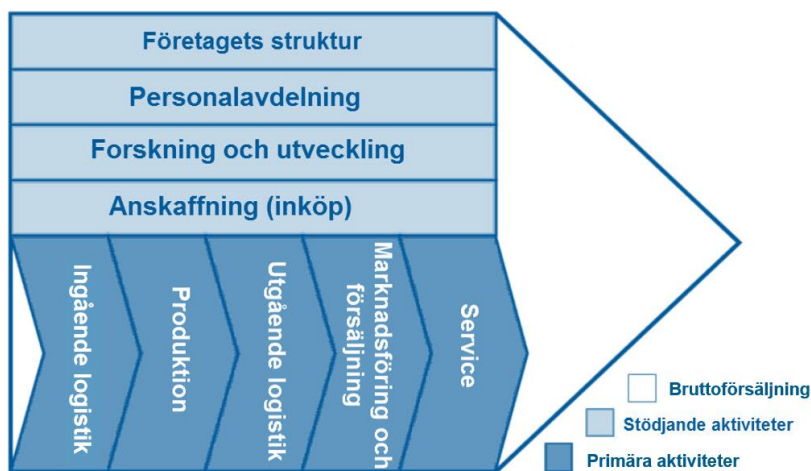 Företagets struktur
Personalavdelning
Forskning och utveckling
Anskaffning (inköp)
Ingående logistik
Produktion
Utgående logistik
Marknadsföring och
försäljning
Service
Bruttoförsäljning
Stödjande aktiviteter
Primära aktiviteter